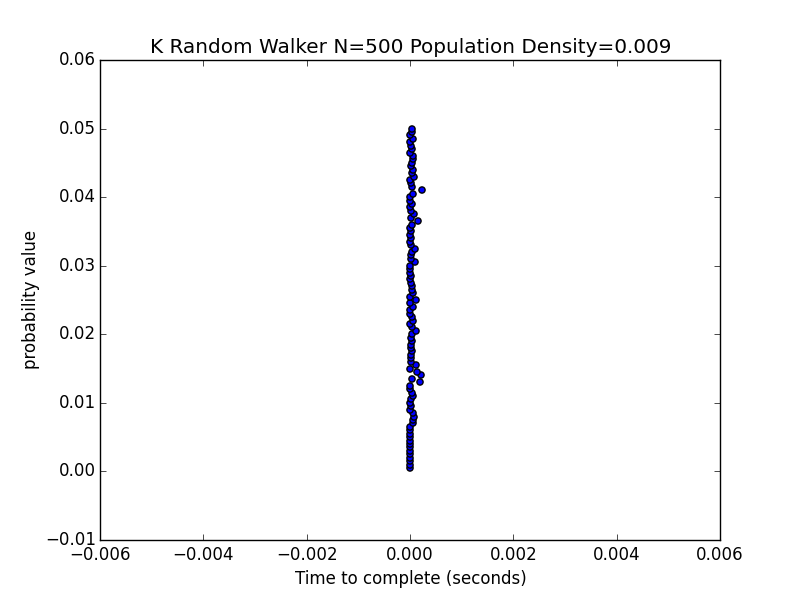 K Random Walker N=500 Population Density=0.009
0.06
0.05
0.04
0.03
0.02
0.01
0.00
−0.01
probability value
−0.006 −0.004 −0.002 0.000 0.002 0.004 0.006
Time to complete (seconds)